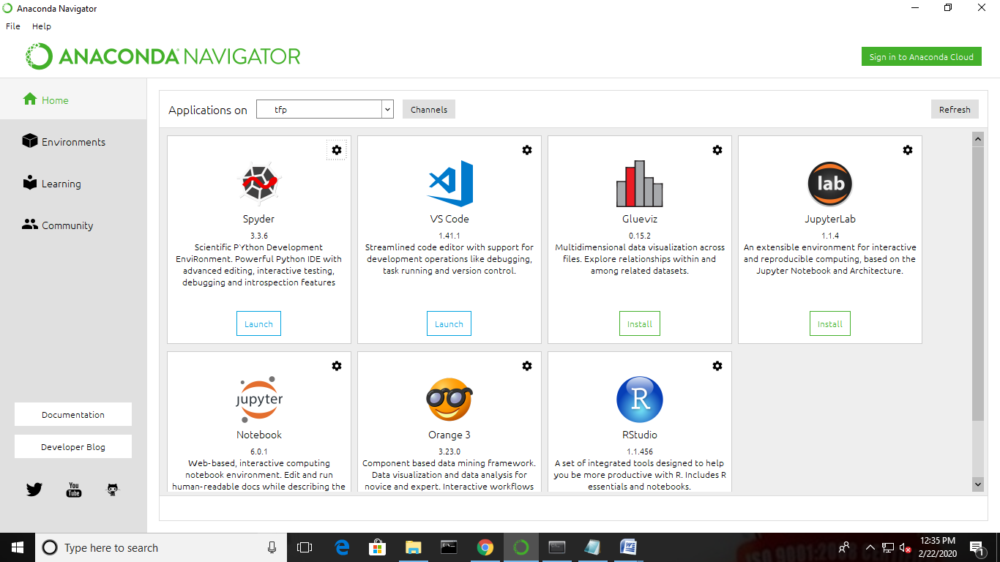 Anaconda Navigator
File Help
ANACONDA NAVIGATOR
Sign in to Anaconda Cloud
Home
Environments
Learning
Community
Documentation
Developer Blog
You
Tube
Applications on tfp Channels Refresh
Spyder
3.3.6
Scientific PYthon Development
EnviRonment. Powerful Python IDE with
advanced editing, interactive testing,
debugging and introspection features
Launch
VS Code
1.41.1
Streamlined code editor with support for
development operations like debugging,
task running and version control.
Launch
Glueviz
0.15.2
Multidimensional data visualization across
files. Explore relationships within and
among related datasets.
Install
lab
JupyterLab
1.1.4
An extensible environment for interactive
and reproducible computing, based on the
Jupyter Notebook and Architecture.
Install
jupyter
Notebook
6.0.1
Web-based, interactive computing
notebook environment. Edit and run
human-readable docs while describing the
Orange 3
3.23.0
Component based data mining framework.
Data visualization and data analysis for
novice and expert. Interactive workflows
R
RStudio
1.1.456
A set of integrated tools designed to help
you be more productive with R. Includes R
essentials and notebooks.
Type here to search
12:35 PM
2/22/2020
1